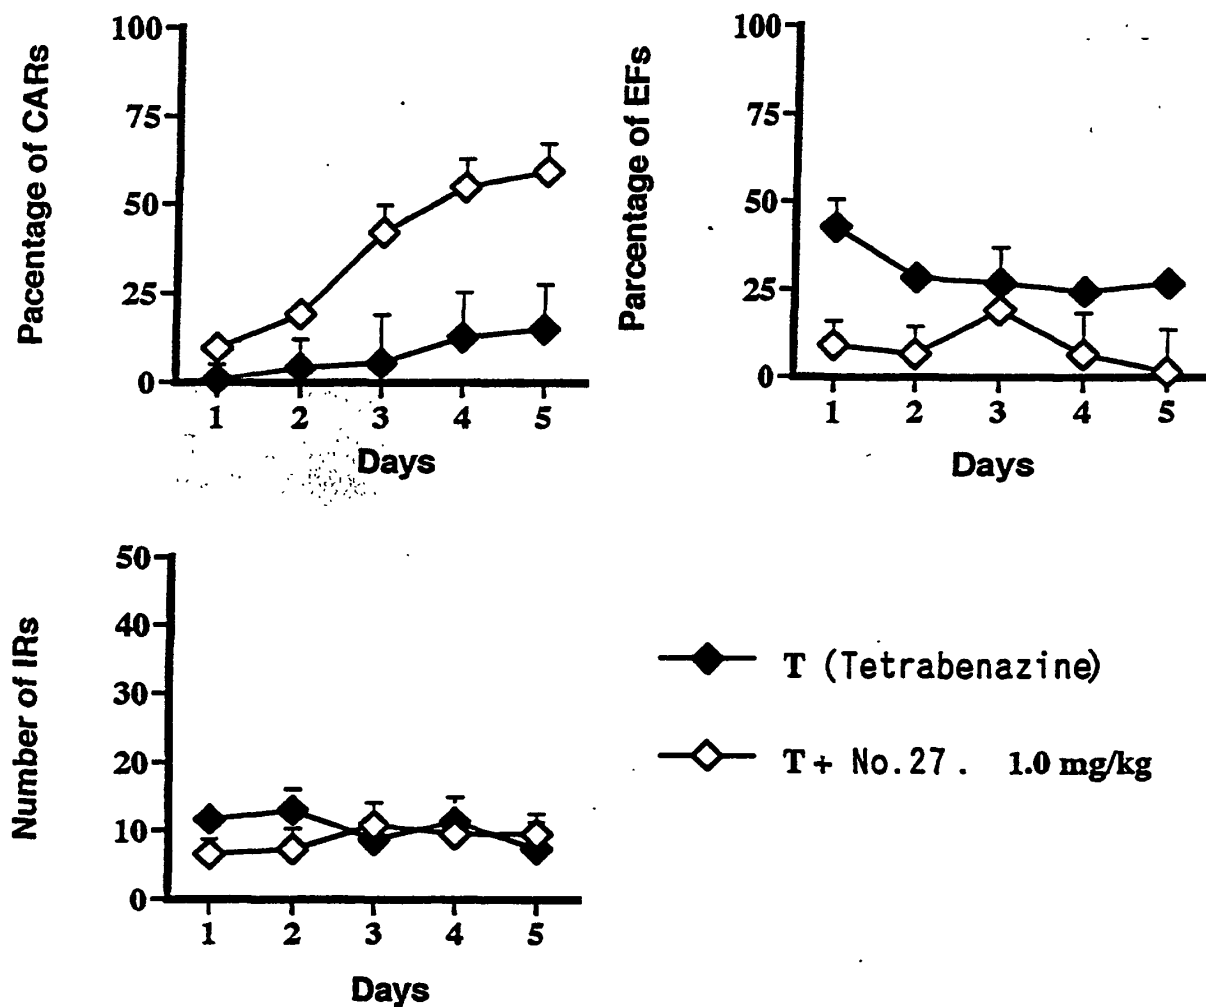 Pacentage of CARs
100
75
50
25
0
1 2 3 4 5
Days
Parcentage of EFs
100
75
50
25
0
1 2 3 4 5
Days
Number of IRs
50
40
30
20
10
0
1 2 3 4 5
Days
T (Tetrabenazine)
T + No.27. 1.0 mg/kg